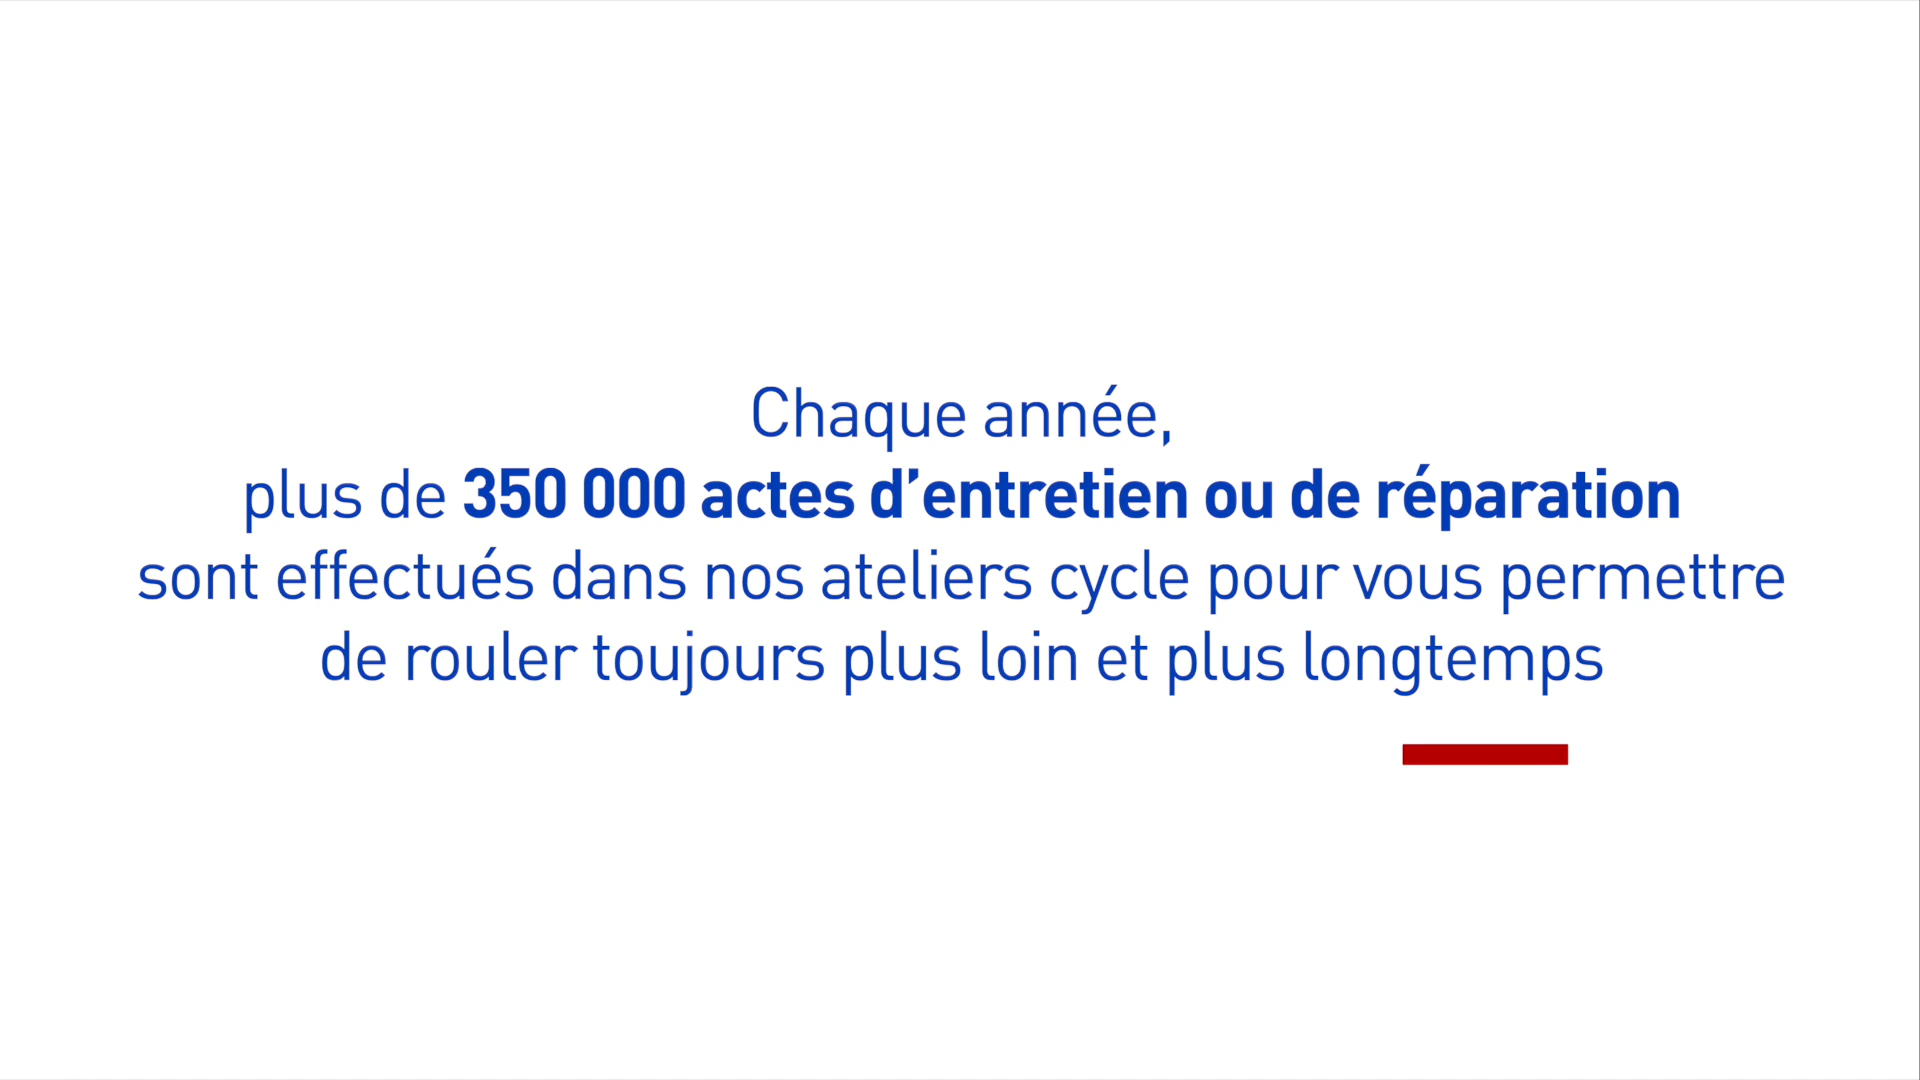 Chaque année,
plus de 350 000 actes d’entretien ou de réparation
sont effectués dans nos ateliers cycle pour vous permettre
de rouler toujours plus loin et plus longtemps